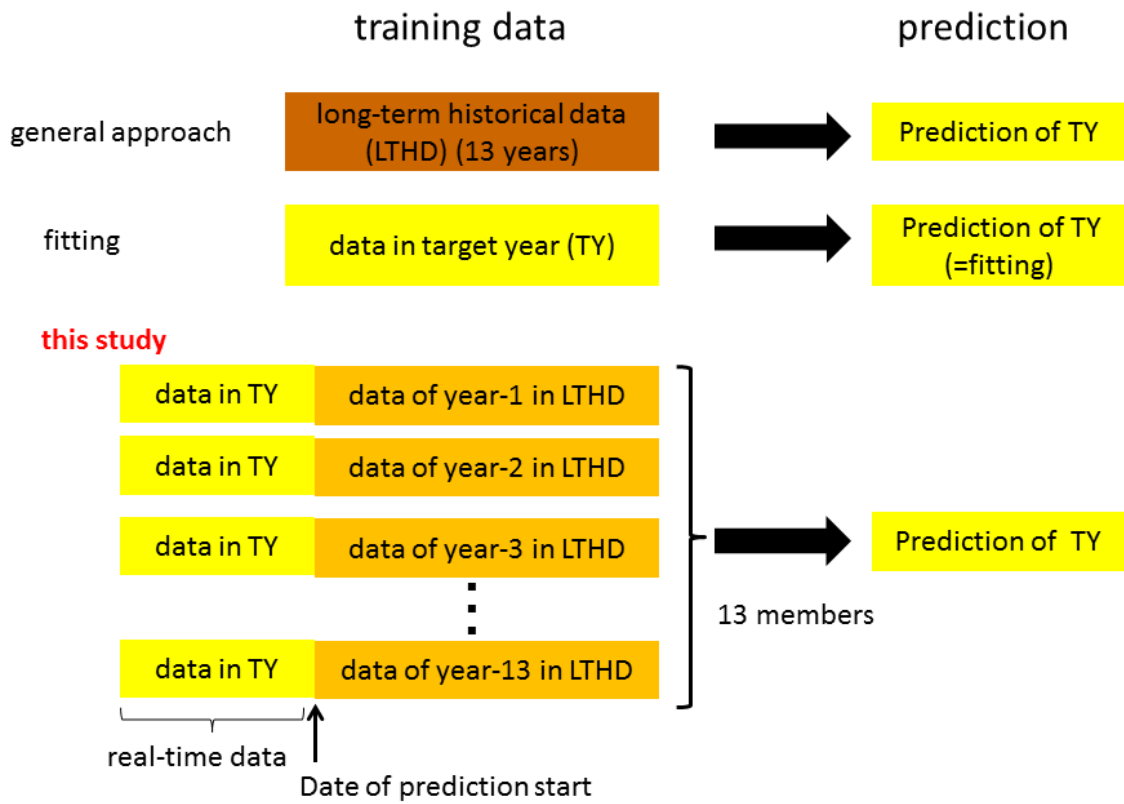 training data
prediction
general approach
long-term historical data
(LTHD) (13 years)
Prediction of TY
fitting
data in target year (TY)
Prediction of TY
(=fitting)
this study
data in TY
data of year-1 in LTHD
data in TY
data of year-2 in LTHD
data in TY
data of year-3 in LTHD
Prediction of TY
13 members
data in TY
data of year-13 in LTHD
real-time data
Date of prediction start